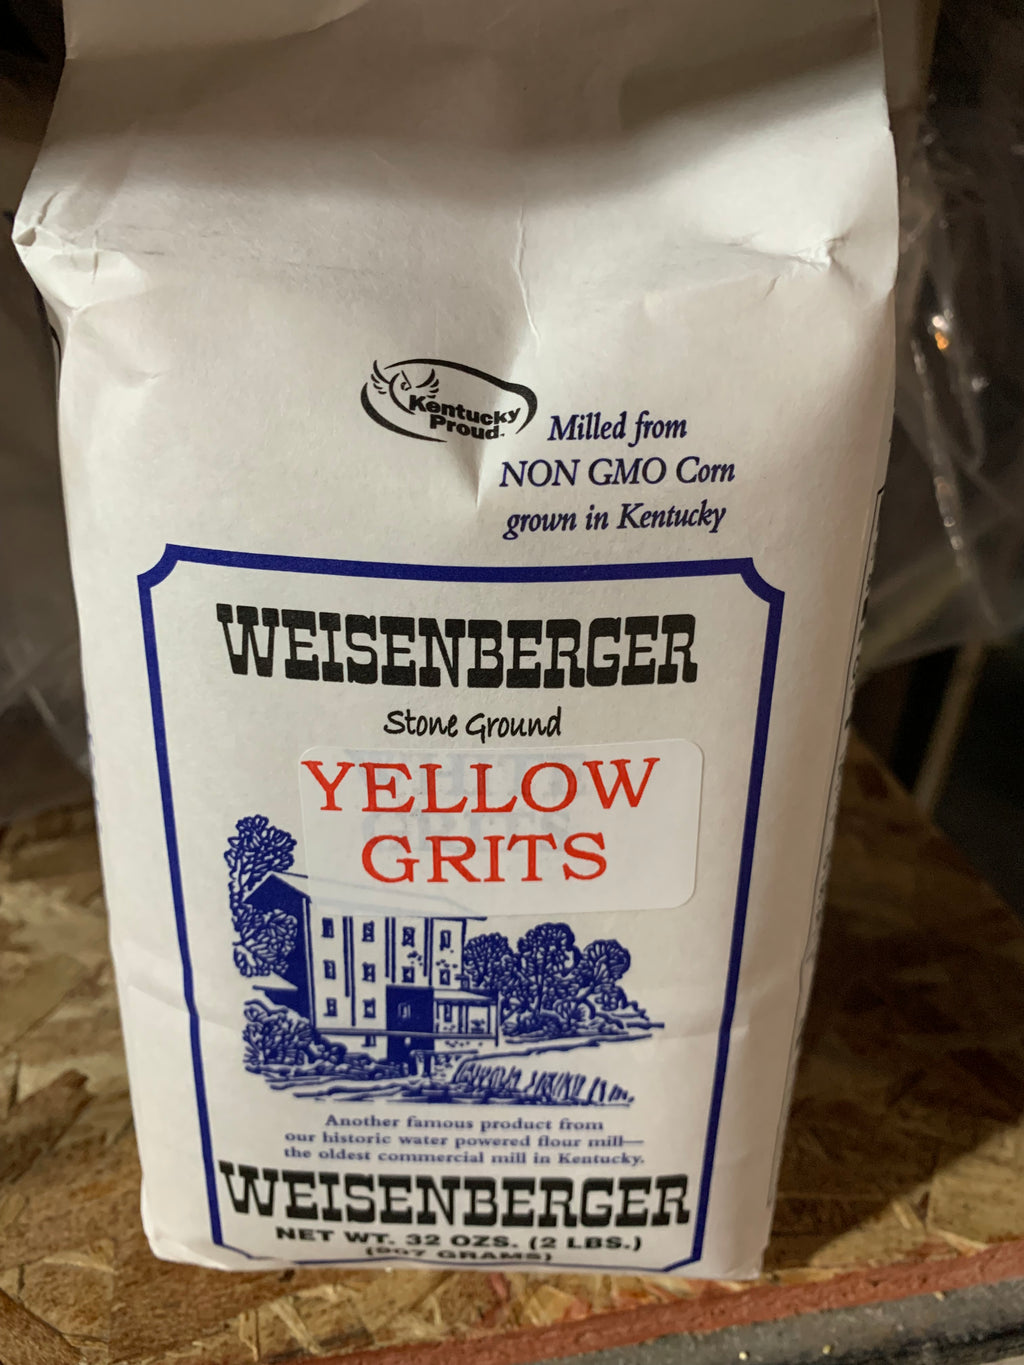 Kentucky
Proud
Milled from
NON GMO Corn
grown in Kentucky
WEISENBERGER
Stone Ground
YELLOW
GRITS
Another famous product from
our historic water powered flour mill—
the oldest commercial mill in Kentucky.
WEISENBERGER
NET WT. 32 OZS. (2 LBS.)
(907 GRAMS)